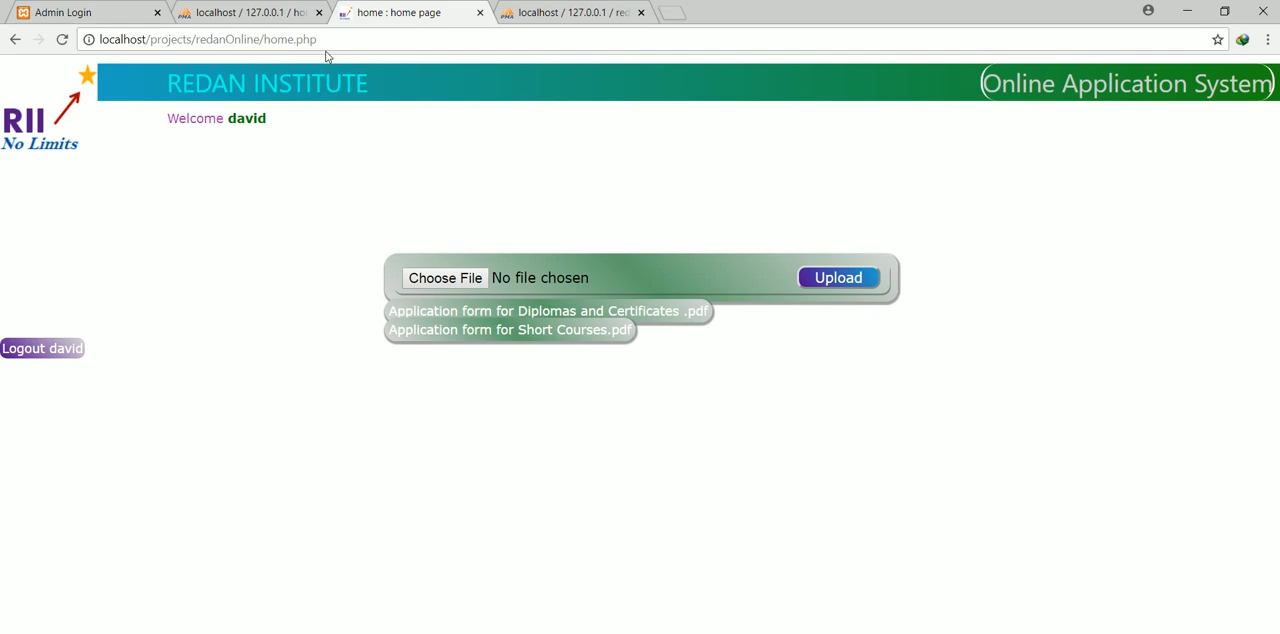 Admin Login
localhost / 127.0.0.1 / ho
home : home page
localhost / 127.0.0.1 / red
localhost/projects/redanOnline/home.php
RII
No Limits
REDAN INSTITUTE
Online Application System
Welcome david
Choose File No file chosen
Upload
Application form for Diplomas and Certificates .pdf
Application form for Short Courses.pdf
Logout david